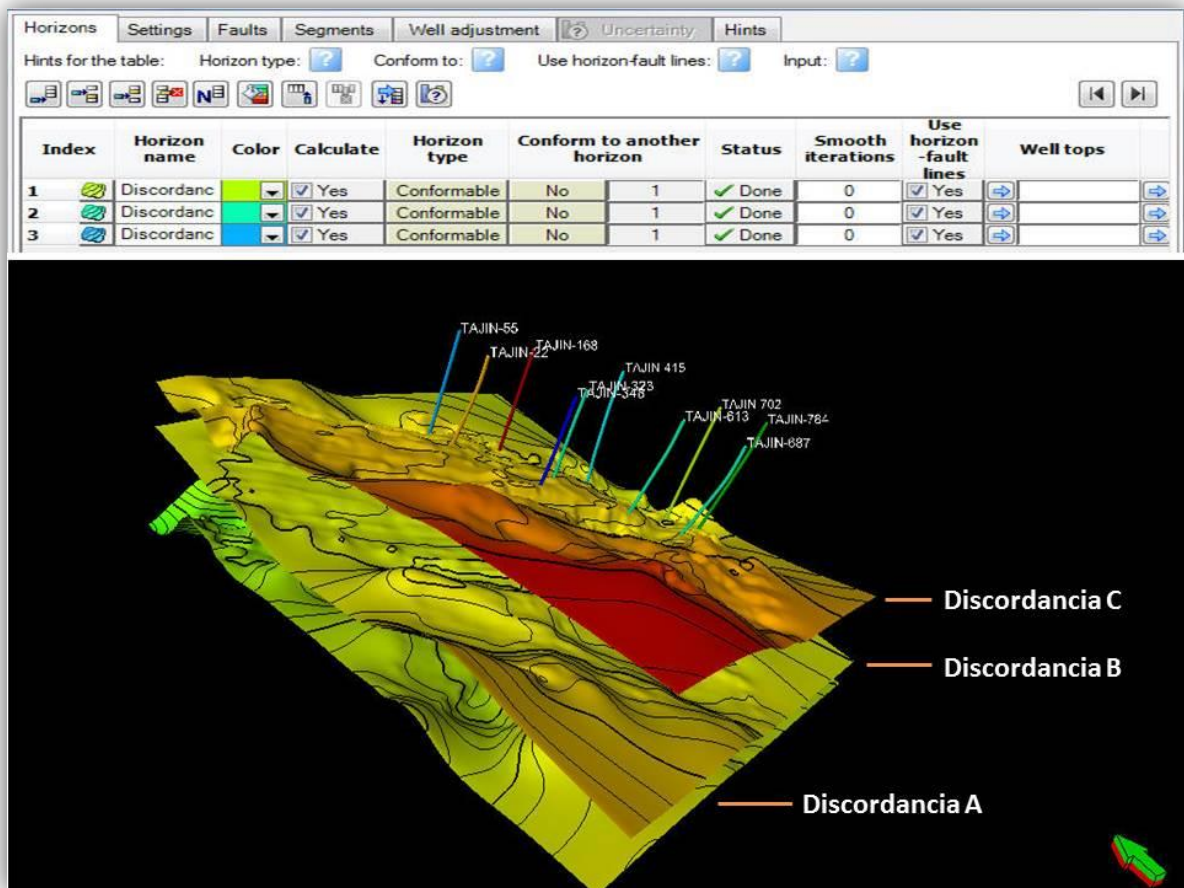 Horizons Settings Faults Segments Well adjustment Uncertainty Hints
Hints for the table: Horizon type: Conform to: Use horizon-fault lines: Input:
Index Horizon name Color Calculate Horizon type Conform to another horizon Status Smooth iterations Use horizon -fault lines Well tops
1 Discordanc Yes Conformable No 1 Done 0 Yes
2 Discordanc Yes Conformable No 1 Done 0 Yes
3 Discordanc Yes Conformable No 1 Done 0 Yes
TAJIN-55
TAJIN-168
TAJIN-22
TAJIN 415
TAJIN-323
TAJIN-348
TAJIN 702
TAJIN-613
TAJIN-784
TAJIN-687
Discordancia C
Discordancia B
Discordancia A